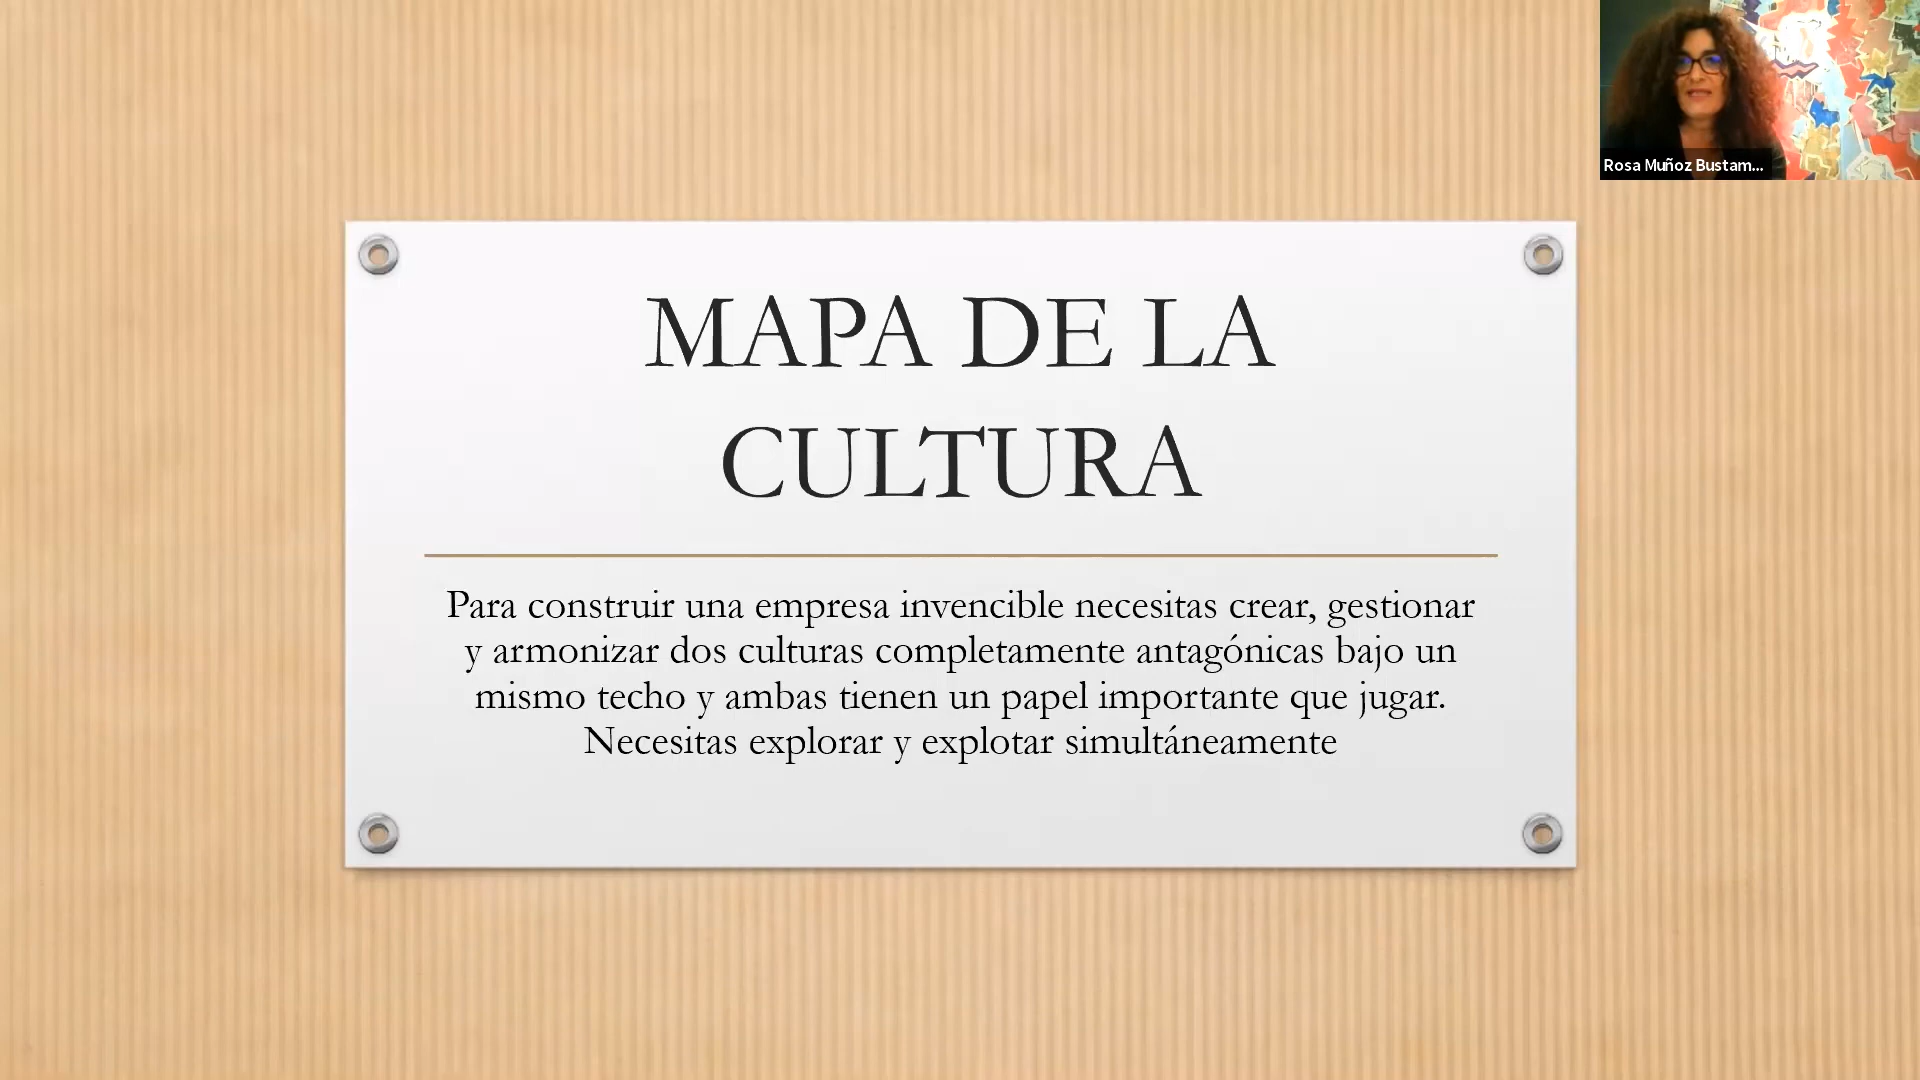 Rosa Muñoz Bustam...
MAPA DE LA
CULTURA
Para construir una empresa invencible necesitas crear, gestionar
y armonizar dos culturas completamente antagónicas bajo un
mismo techo y ambas tienen un papel importante que jugar.
Necesitas explorar y explotar simultáneamente